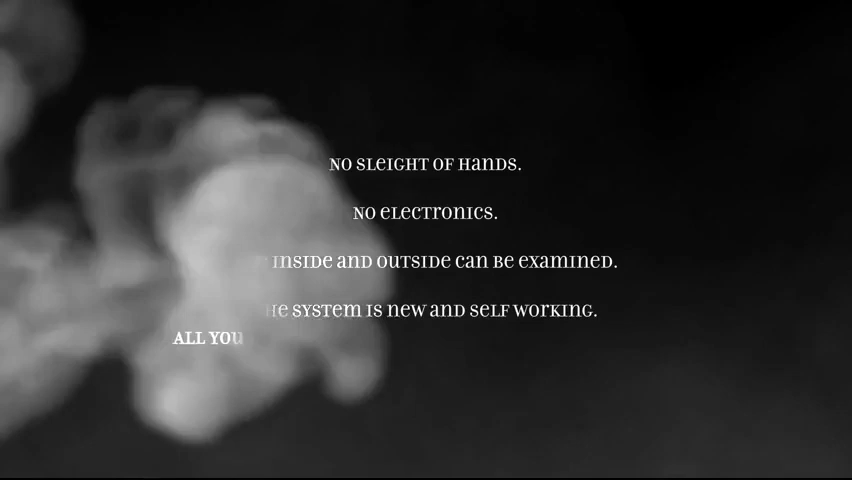 NO SLEIGHT OF HANDS.
NO ELECTRONICS.
INSIDE AND OUTSIDE CAN BE EXAMINED.
THE SYSTEM IS NEW AND SELF WORKING.
ALL YOU